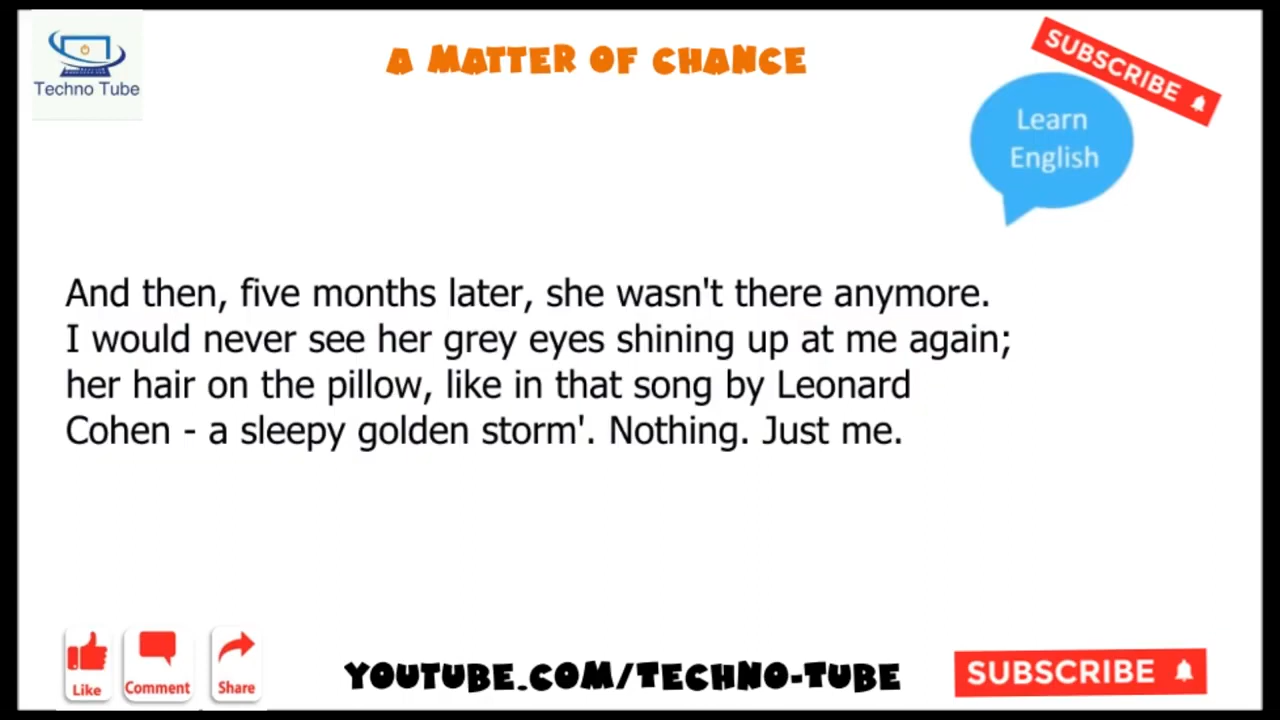 A MATTER OF CHANCE
Techno Tube
SUBSCRIBE
Learn
English
And then, five months later, she wasn't there anymore.
I would never see her grey eyes shining up at me again;
her hair on the pillow, like in that song by Leonard
Cohen - a sleepy golden storm'. Nothing. Just me.
Like
Comment
Share
YOUTUBE.COM/TECHNO-TUBE
SUBSCRIBE